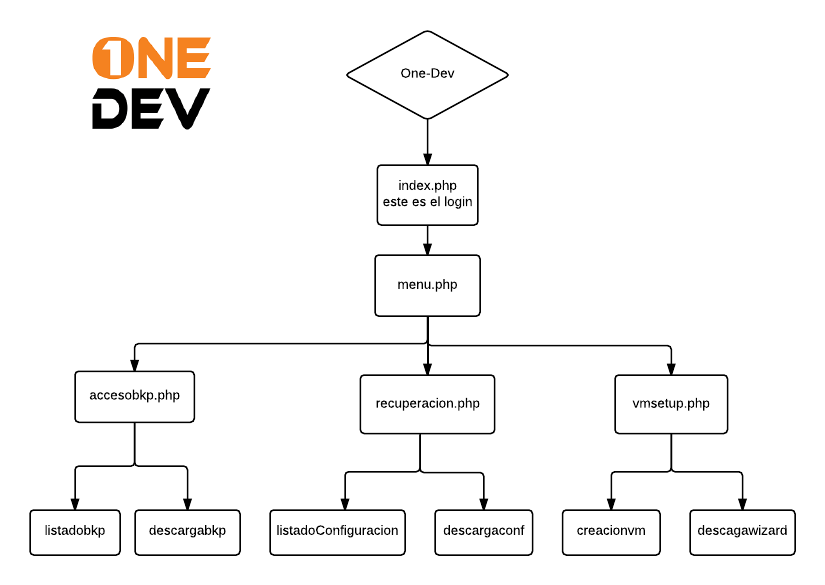 ONE
DEV
One-Dev
index.php
este es el login
menu.php
accesobkp.php
recuperacion.php
vmsetup.php
listadobkp
descargabkp
listadoConfiguracion
descargaconf
creacionvm
descagawizard